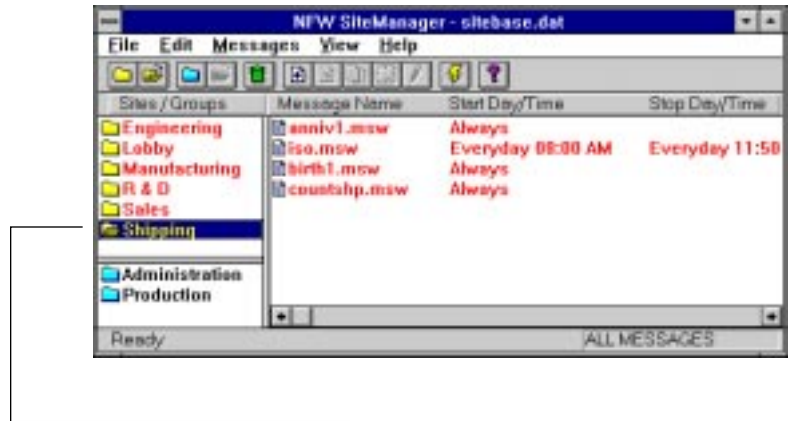 NFW SiteManager - sitebase.dat
File Edit Messages View Help
Sites / Groups Message Name Start Day/Time Stop Day/Time
Engineering anniv1.msw Always
Lobby iso.msw Everyday 08:00 AM Everyday 11:50
Manufacturing birth1.msw Always
R & D countshp.msw Always
Sales
Shipping
Administration
Production
Ready ALL MESSAGES